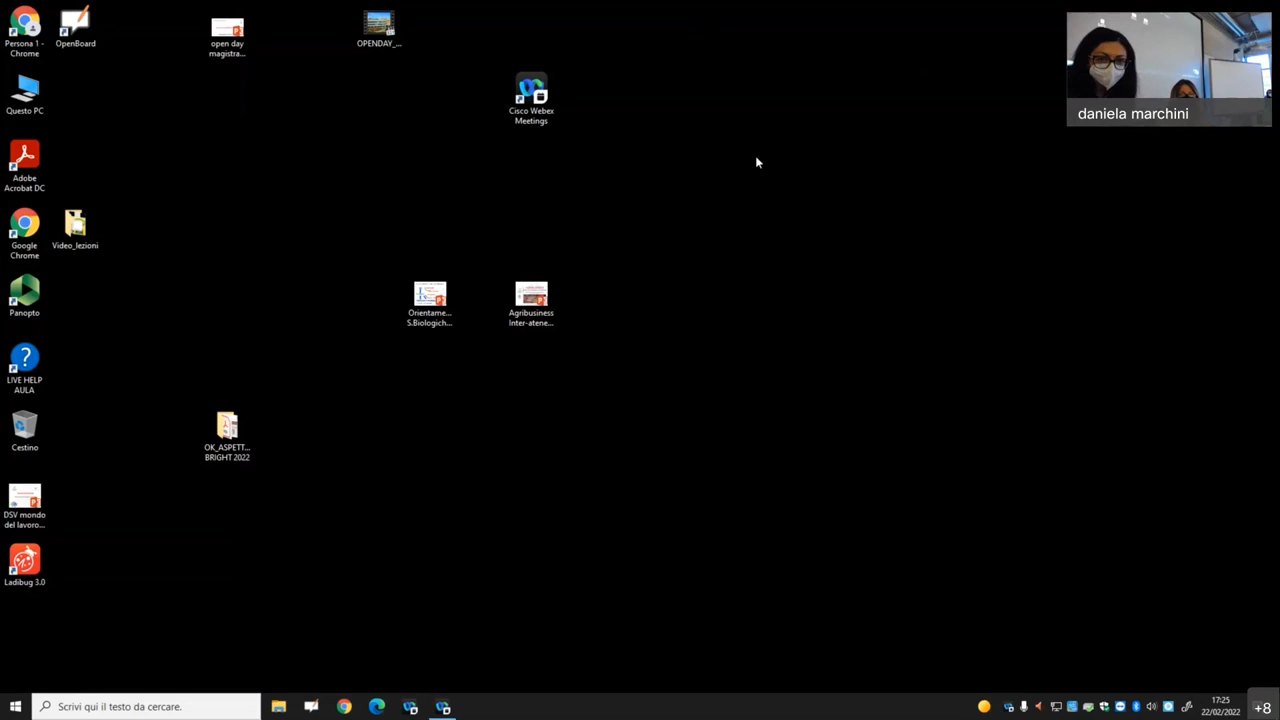 Persona 1 -
Chrome
OpenBoard
open day
magistra...
OPENDAY_...
daniela marchini
Questo PC
Cisco Webex
Meetings
Adobe
Acrobat DC
Google
Chrome
Video_lezioni
Panopto
Orientame...
S.Biologich...
Agribusiness
Inter-atene...
LIVE HELP
AULA
Cestino
OK_ASPETT...
BRIGHT 2022
DSV mondo
del lavoro...
Ladibug 3.0
Scrivi qui il testo da cercare.
17:25
22/02/2022
+8